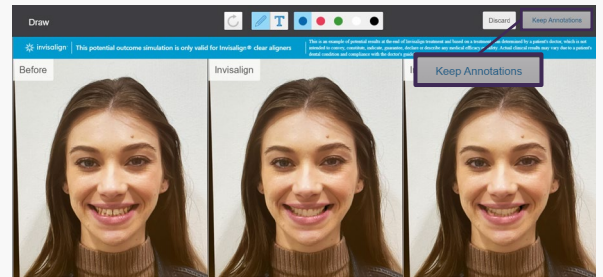 Draw
T
Discard
Keep Annotations
invisalign
This potential outcome simulation is only valid for Invisalign® clear aligners
This is an example of potential results at the end of Invisalign treatment and based on a treatment determined by a patient's doctor, which is not
intended to convey, constitute, indicate, guarantee, declare or describe any medical efficacy safety. Actual clinical results may vary due to a patient's
dental condition and compliance with the doctor's
Before
Invisalign
Keep Annotations